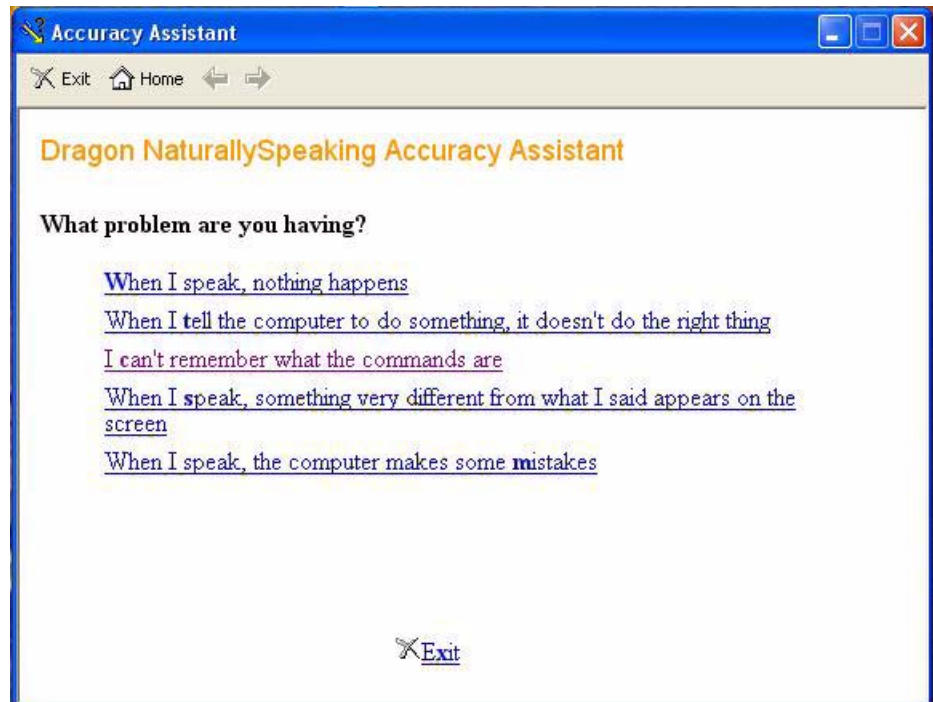 Accuracy Assistant
Exit Home
Dragon NaturallySpeaking Accuracy Assistant
What problem are you having?
When I speak, nothing happens
When I tell the computer to do something, it doesn't do the right thing
I can't remember what the commands are
When I speak, something very different from what I said appears on the
screen
When I speak, the computer makes some mistakes
Exit